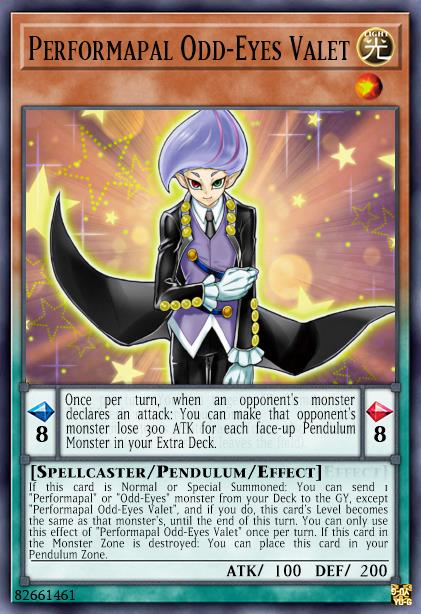 PERFORMAPAL ODD-EYES VALET
LIGHT
光
Once per turn, when an opponent's monster
declares an attack: You can make that opponent's
monster lose 300 ATK for each face-up Pendulum
Monster in your Extra Deck.
8
8
[SPELLCASTER/PENDULUM/EFFECT]
If this card is Normal or Special Summoned: You can send 1
"Performapal" or "Odd-Eyes" monster from your Deck to the GY, except
"Performapal Odd-Eyes Valet", and if you do, this card's Level becomes
the same as that monster's, until the end of this turn. You can only use
this effect of "Performapal Odd-Eyes Valet" once per turn. If this card in
the Monster Zone is destroyed: You can place this card in your
Pendulum Zone.
ATK/ 100 DEF/ 200
82661461